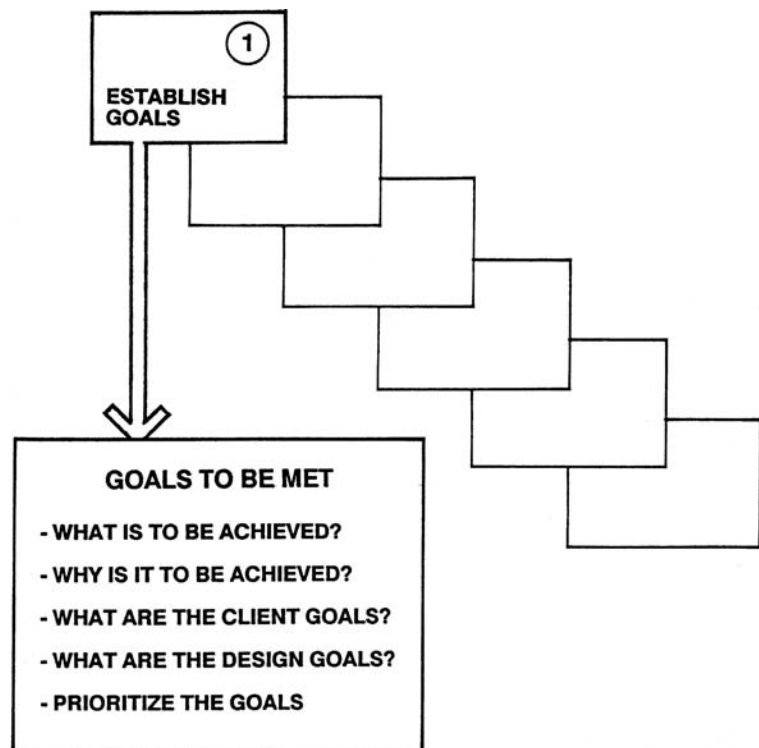 1
ESTABLISH
GOALS
GOALS TO BE MET
- WHAT IS TO BE ACHIEVED?
- WHY IS IT TO BE ACHIEVED?
- WHAT ARE THE CLIENT GOALS?
- WHAT ARE THE DESIGN GOALS?
- PRIORITIZE THE GOALS